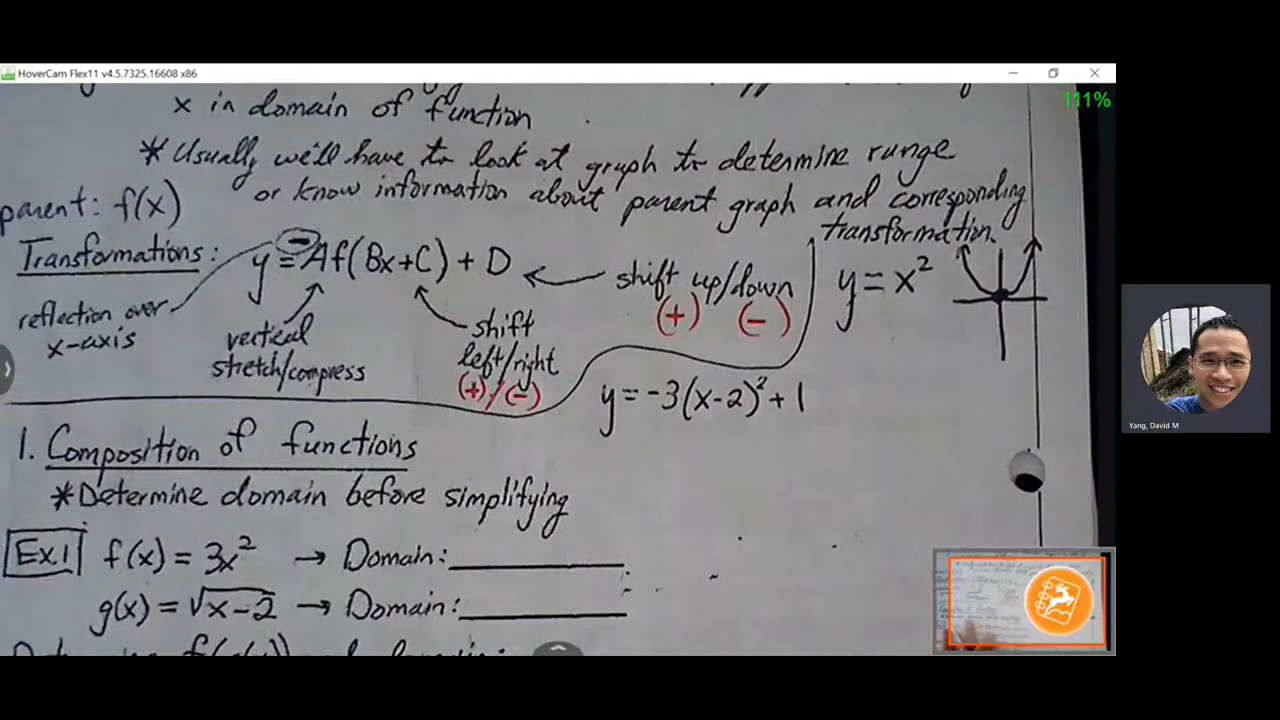 HoverCam Flex11 v4.5.7325.16608 x86
111%
x in domain of function
* Usually, we'll have to look at graph to determine range
or know information about parent graph and corresponding
transformation.
parent: f(x)
Transformations: y = -Af(Bx+C) + D
shift up/down
(+) (-)
y = x²
reflection over
x-axis
vertical
stretch/compress
shift
left/right
(+)/(-)
y = -3(x-2)² + 1
1. Composition of functions
* Determine domain before simplifying
Ex1 f(x) = 3x² → Domain:
g(x) = √x-2 → Domain:
Yang, David M